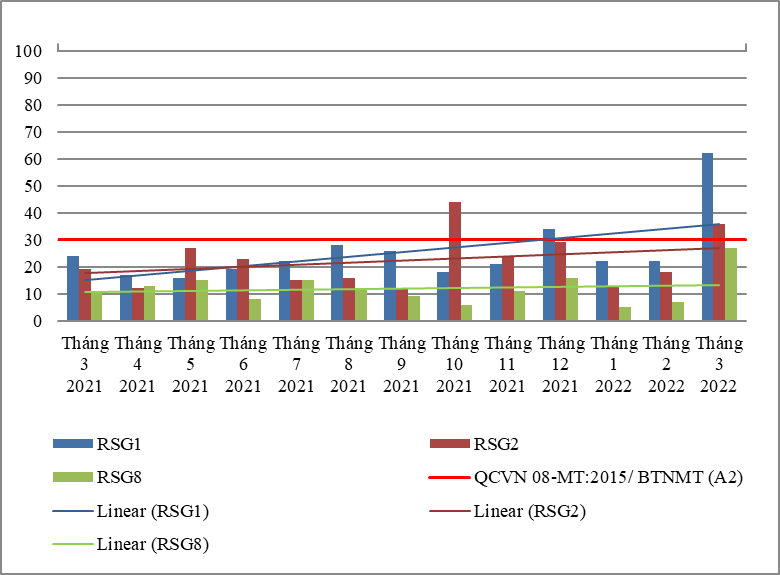 100
90
80
70
60
50
40
30
20
10
0
Tháng 3 2021
Tháng 4 2021
Tháng 5 2021
Tháng 6 2021
Tháng 7 2021
Tháng 8 2021
Tháng 9 2021
Tháng 10 2021
Tháng 11 2021
Tháng 12 2021
Tháng 1 2022
Tháng 2 2022
Tháng 3 2022
RSG1
RSG2
RSG8
QCVN 08-MT:2015/ BTNMT (A2)
Linear (RSG1)
Linear (RSG2)
Linear (RSG8)